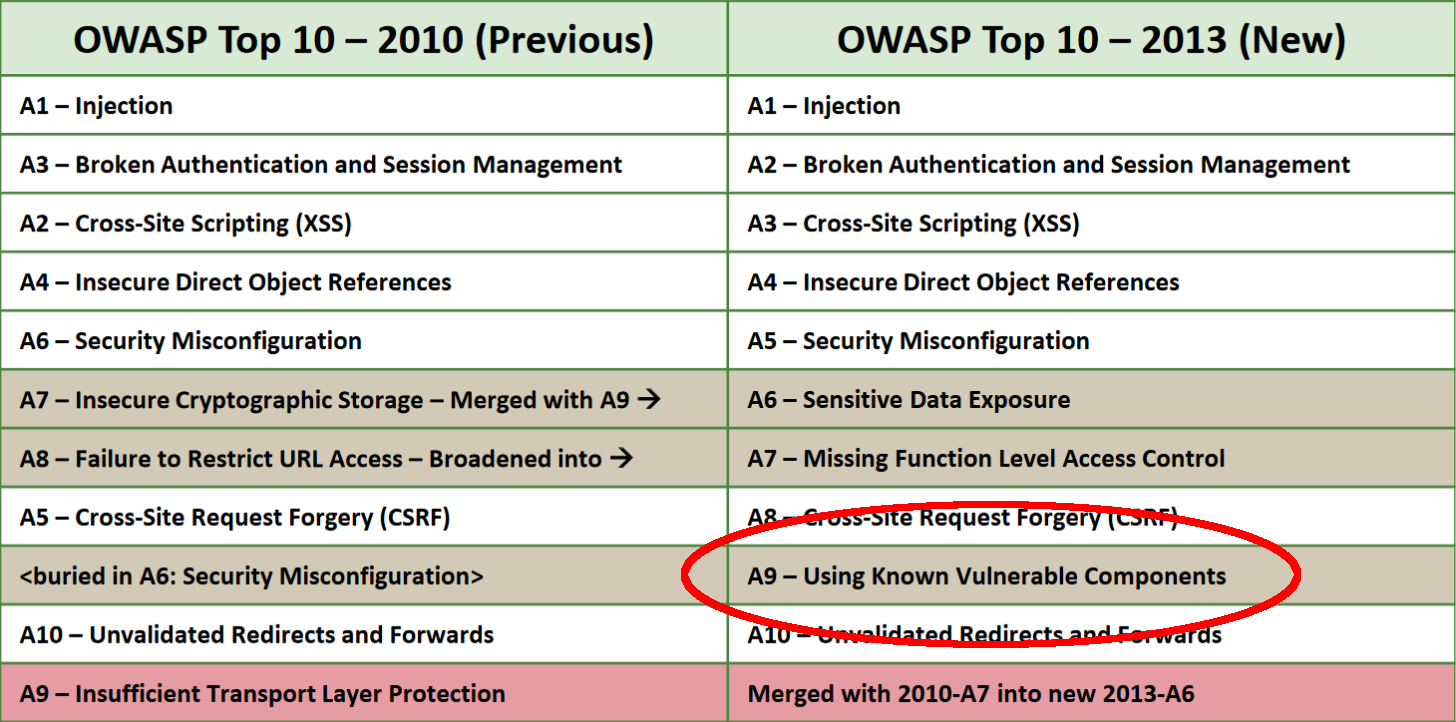 OWASP Top 10 – 2010 (Previous)
OWASP Top 10 – 2013 (New)
A1 – Injection
A1 – Injection
A3 – Broken Authentication and Session Management
A2 – Broken Authentication and Session Management
A2 – Cross-Site Scripting (XSS)
A3 – Cross-Site Scripting (XSS)
A4 – Insecure Direct Object References
A4 – Insecure Direct Object References
A6 – Security Misconfiguration
A5 – Security Misconfiguration
A7 – Insecure Cryptographic Storage – Merged with A9 →
A6 – Sensitive Data Exposure
A8 – Failure to Restrict URL Access – Broadened into →
A7 – Missing Function Level Access Control
A5 – Cross-Site Request Forgery (CSRF)
A8 – Cross-Site Request Forgery (CSRF)
<buried in A6: Security Misconfiguration>
A9 – Using Known Vulnerable Components
A10 – Unvalidated Redirects and Forwards
A10 – Unvalidated Redirects and Forwards
A9 – Insufficient Transport Layer Protection
Merged with 2010-A7 into new 2013-A6